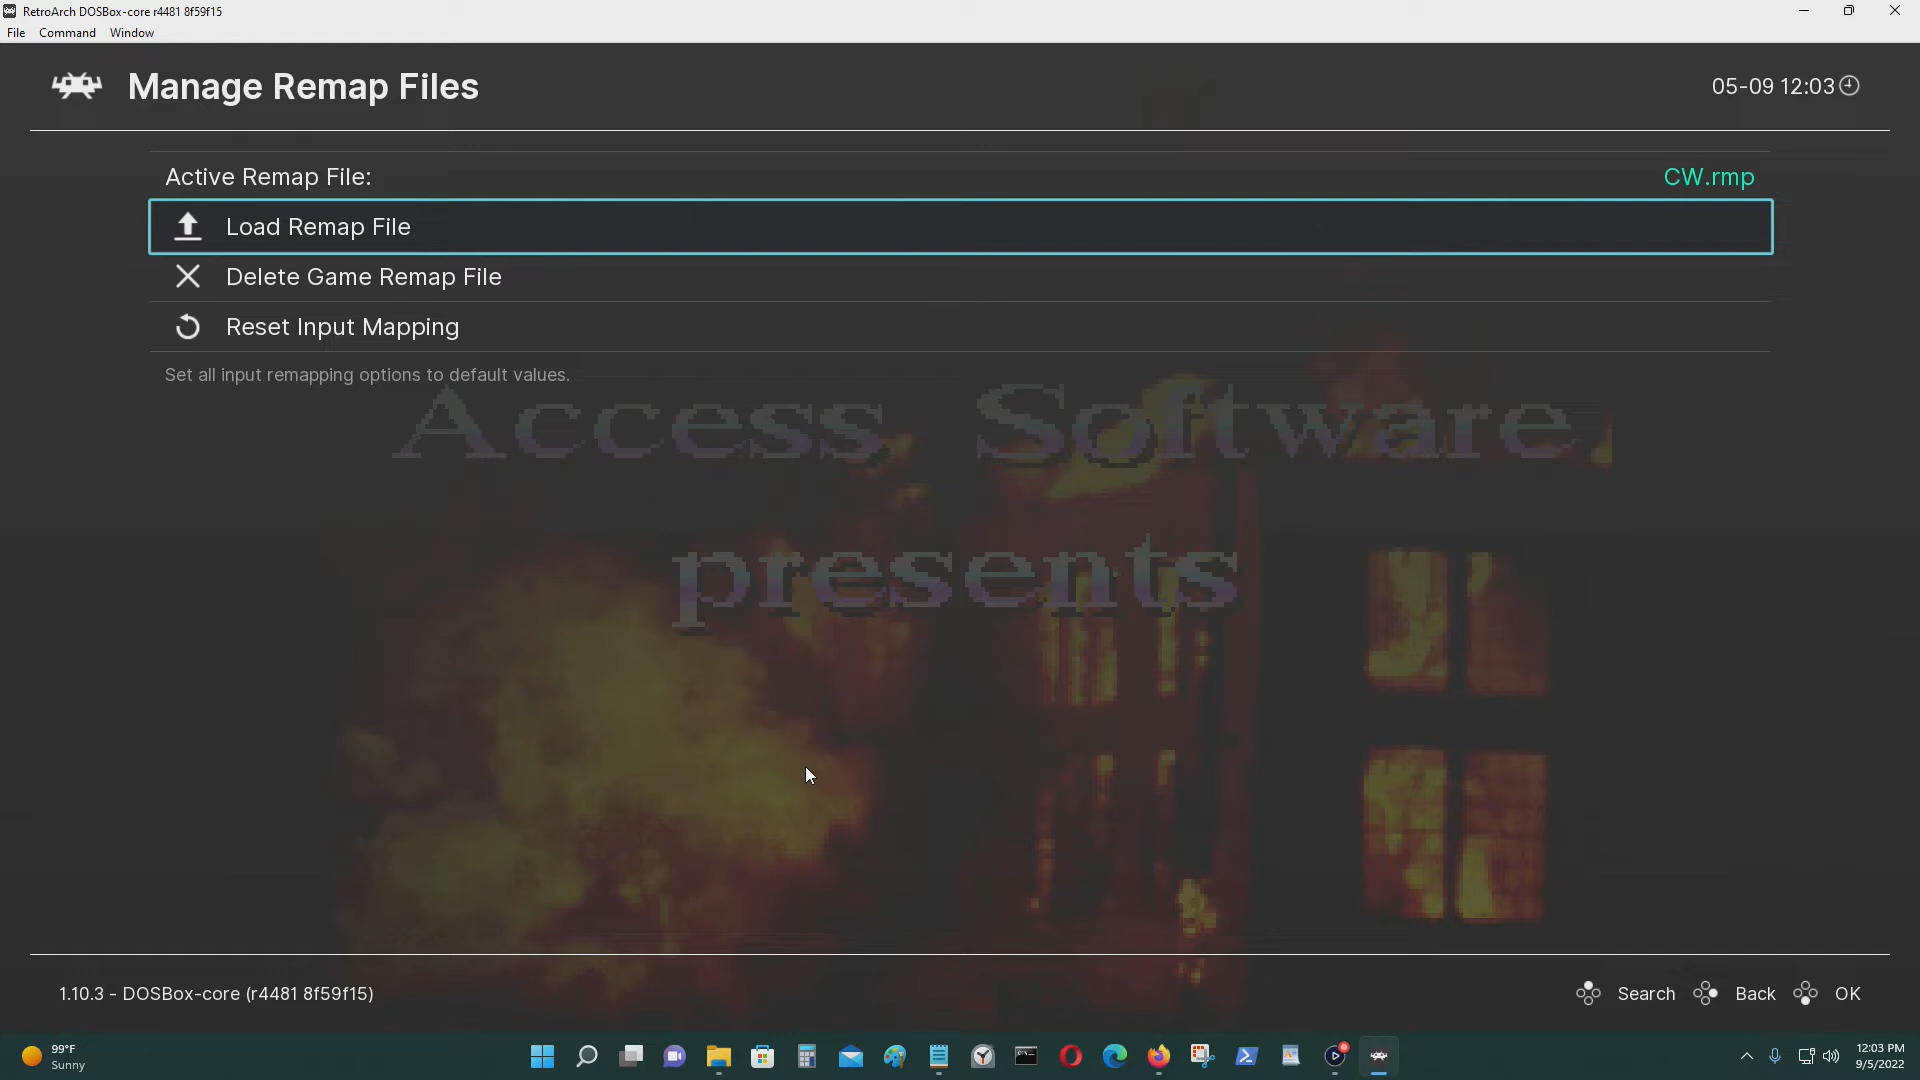 RetroArch DOSBox-core r4481 8f59f15
File Command Window
Manage Remap Files
05-09 12:03
Active Remap File:
CW.rmp
Load Remap File
Delete Game Remap File
Reset Input Mapping
Set all input remapping options to default values.
Access Software
presents
1.10.3 - DOSBox-core (r4481 8f59f15)
Search Back OK
99°F
Sunny
12:03 PM
9/5/2022